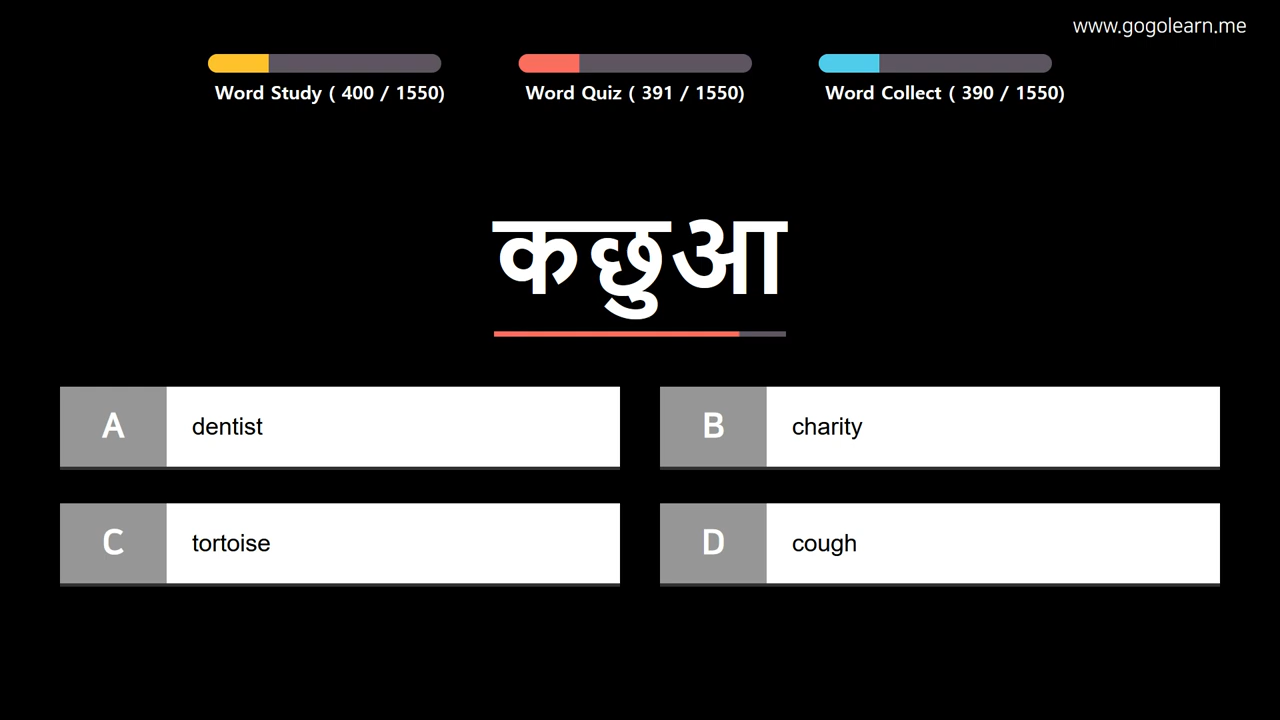 www.gogolearn.me
Word Study ( 400 / 1550)
Word Quiz ( 391 / 1550)
Word Collect ( 390 / 1550)
कछुआ
A
dentist
B
charity
C
tortoise
D
cough